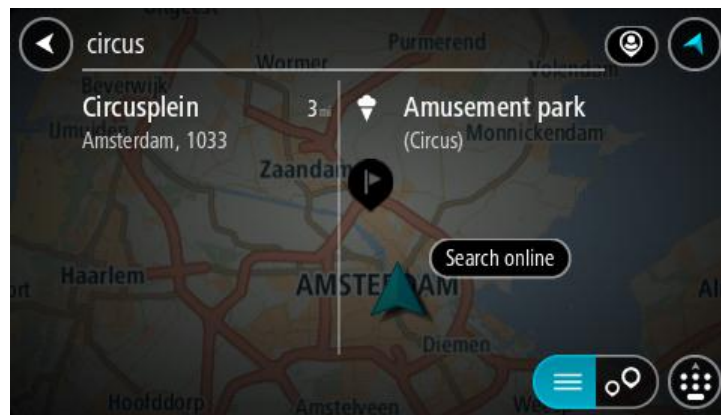 circus
Circusplein
3 mi
Amsterdam, 1033
Amusement park
(Circus)
Search online
Purmerend
Wormer
Volendam
Beverwijk
Monnickendam
Zaandam
Haarlem
AMSTERDAM
Diemen
Hoofddorp
Amstelveen